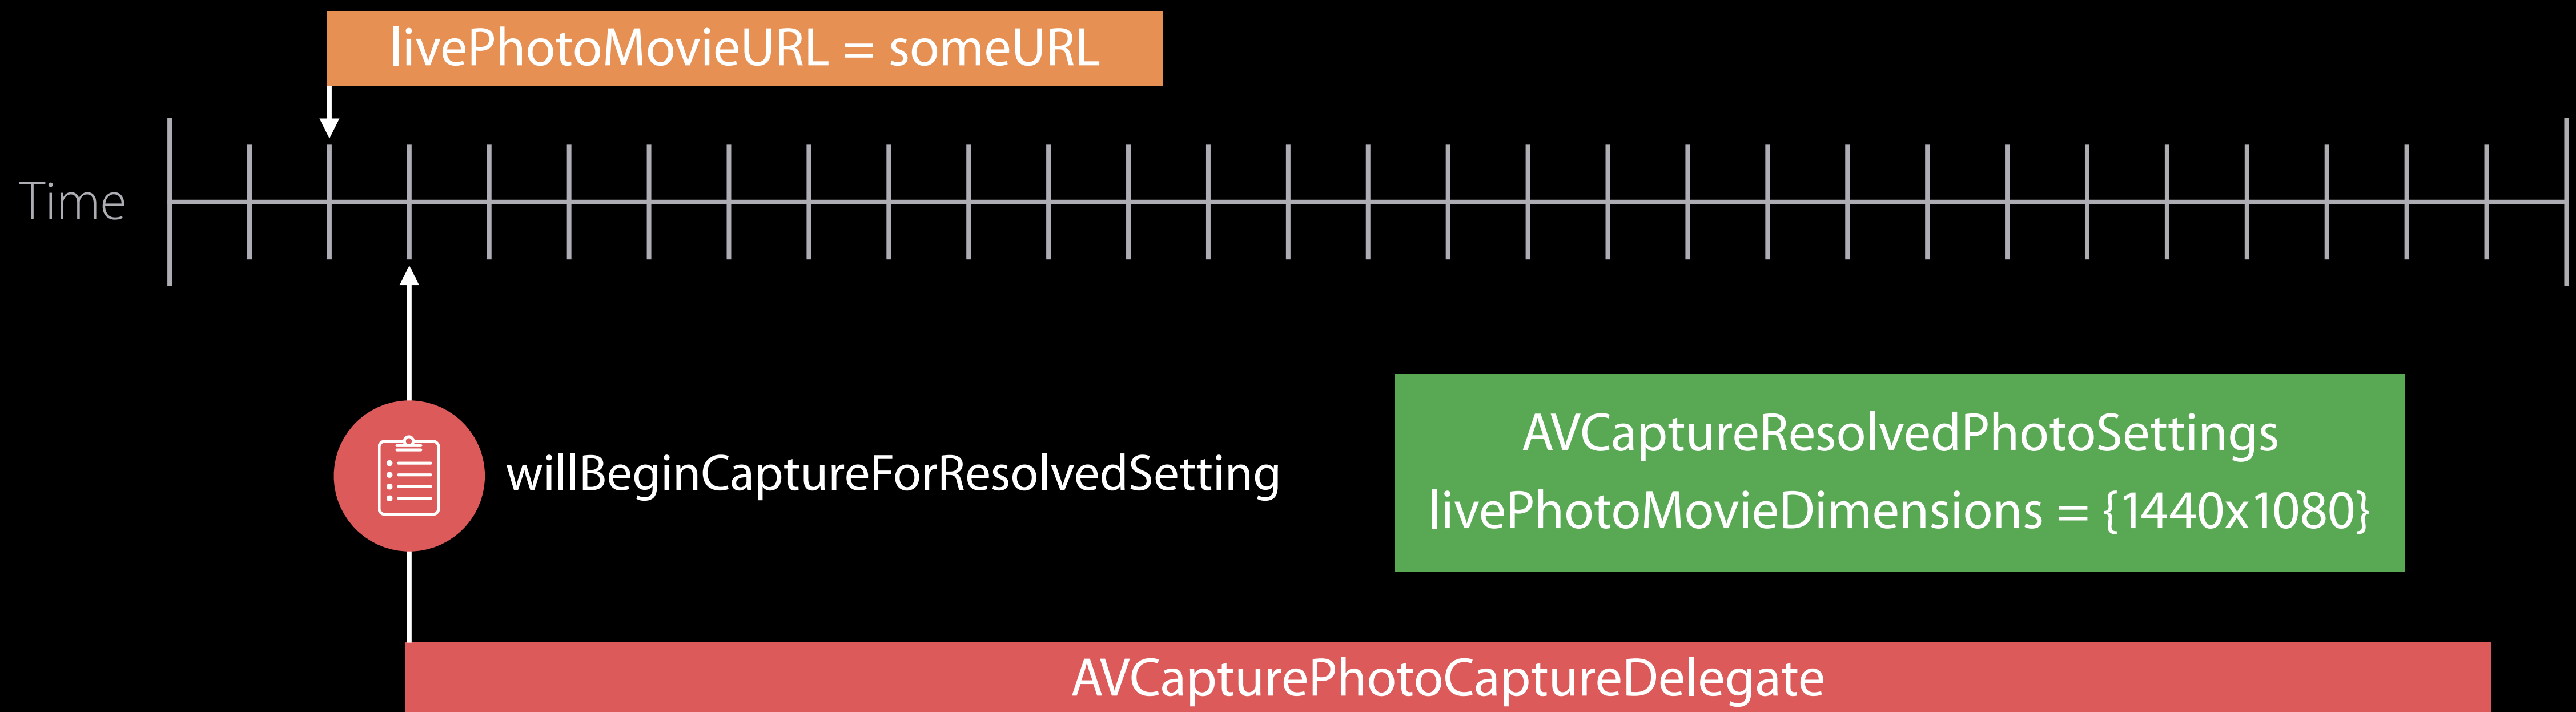 livePhotoMovieURL = someURL
Time
willBeginCaptureForResolvedSetting
AVCaptureResolvedPhotoSettings
livePhotoMovieDimensions = {1440x1080}
AVCapturePhotoCaptureDelegate